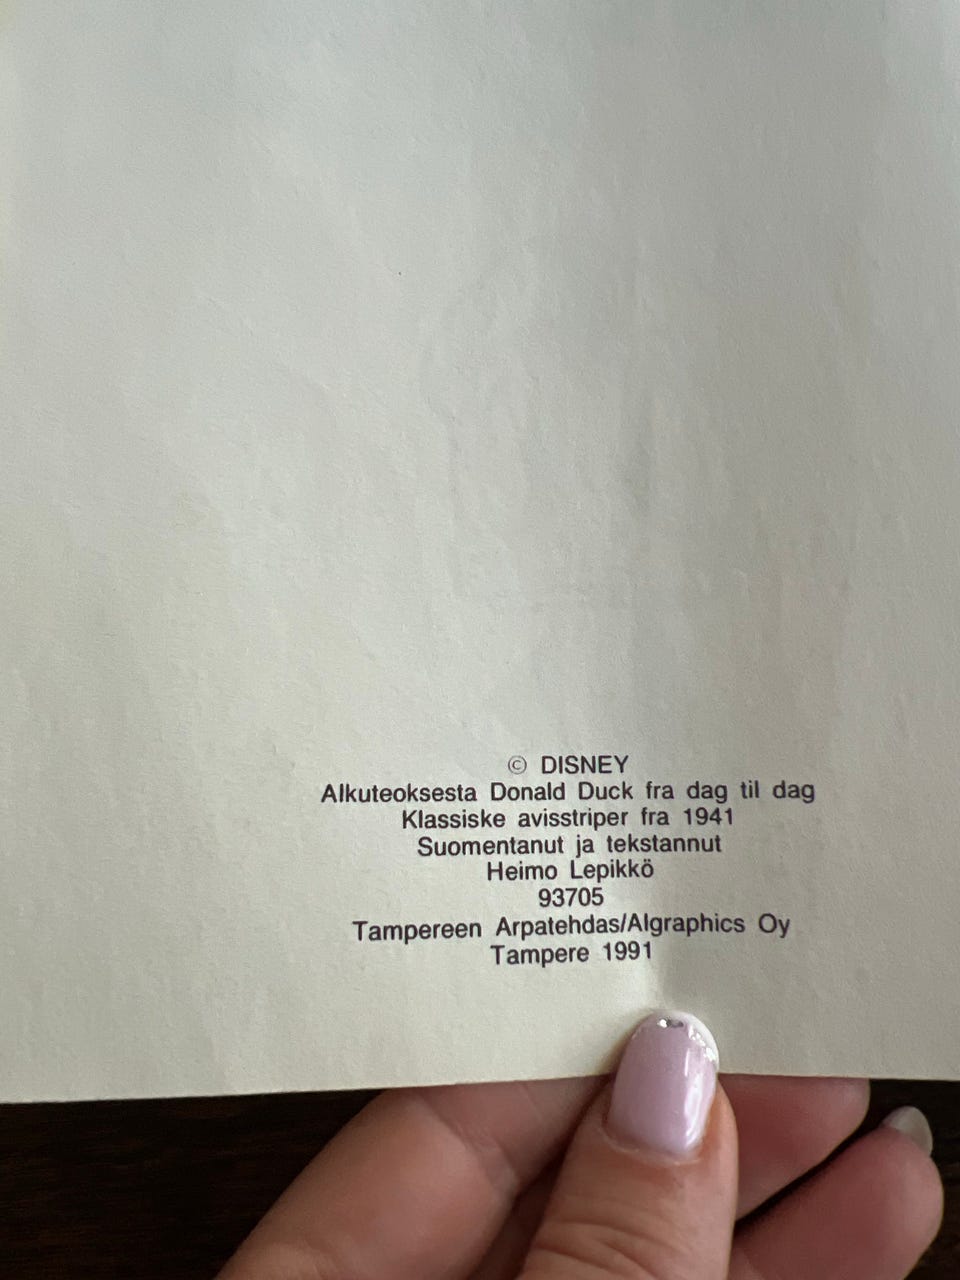 © DISNEY
Alkuteoksesta Donald Duck fra dag til dag
Klassiske avisstriper fra 1941
Suomentanut ja tekstannut
Heimo Lepikkö
93705
Tampereen Arpatehdas/Algraphics Oy
Tampere 1991